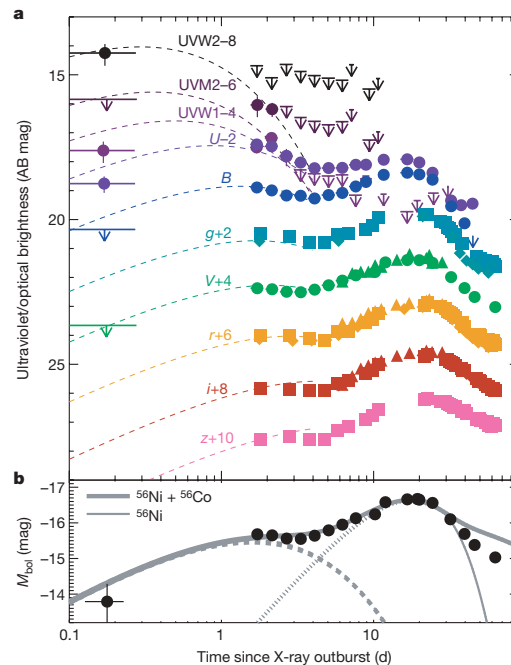 a
UVW2–8
UVM2–6
UVW1–4
U–2
B
g+2
V+4
r+6
i+8
z+10
15
20
25
Ultraviolet/optical brightness (AB mag)
b
⁵⁶Ni + ⁵⁶Co
⁵⁶Ni
–17
–16
–15
–14
M_bol (mag)
0.1
1
10
Time since X-ray outburst (d)